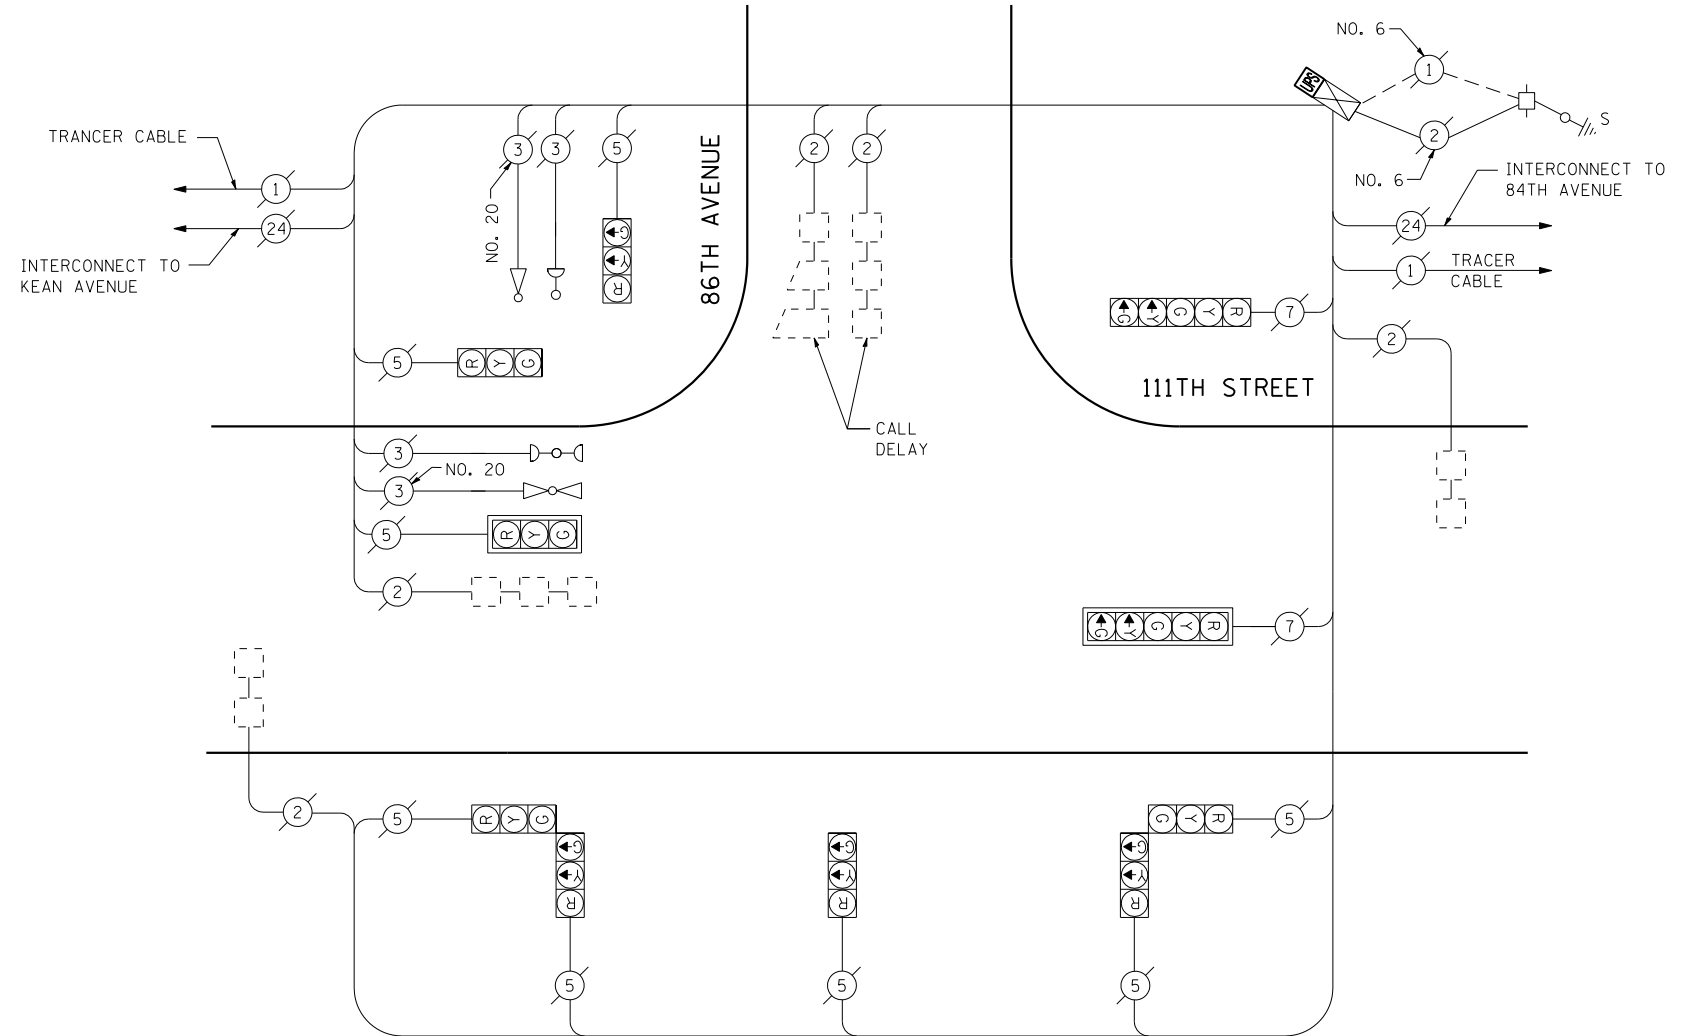 NO. 6
1
UPS
S
2
NO. 6
TRANCER CABLE
1
24
INTERCONNECT TO
KEAN AVENUE
3
3
5
NO. 20
G
Y
R
86TH AVENUE
2
2
CALL
DELAY
INTERCONNECT TO
84TH AVENUE
24
1
TRACER
CABLE
G Y G Y R
7
2
111TH STREET
5
R Y G
3
3
NO. 20
5
R Y G
2
G Y G Y R
7
2
5
R Y G
G
Y
R
5
G
Y
R
5
G Y R
5
G
Y
R
5